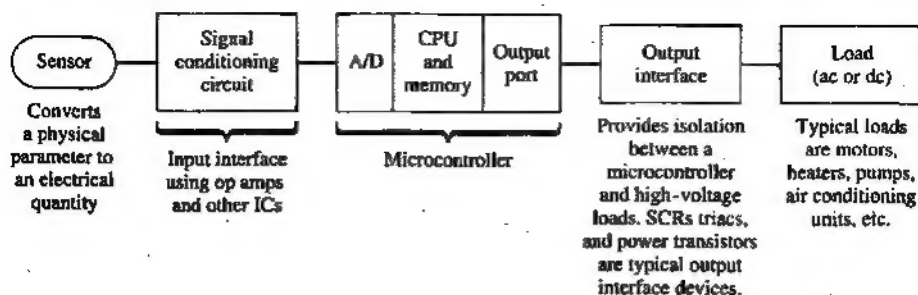 Sensor
Converts
a physical
parameter to
an electrical
quantity
Signal
conditioning
circuit
Input interface
using op amps
and other ICs
A/D
CPU
and
memory
Output
port
Microcontroller
Output
interface
Provides isolation
between a
microcontroller
and high-voltage
loads. SCRs triacs,
and power transistors
are typical output
interface devices.
Load
(ac or dc)
Typical loads
are motors,
heaters, pumps,
air conditioning
units, etc.